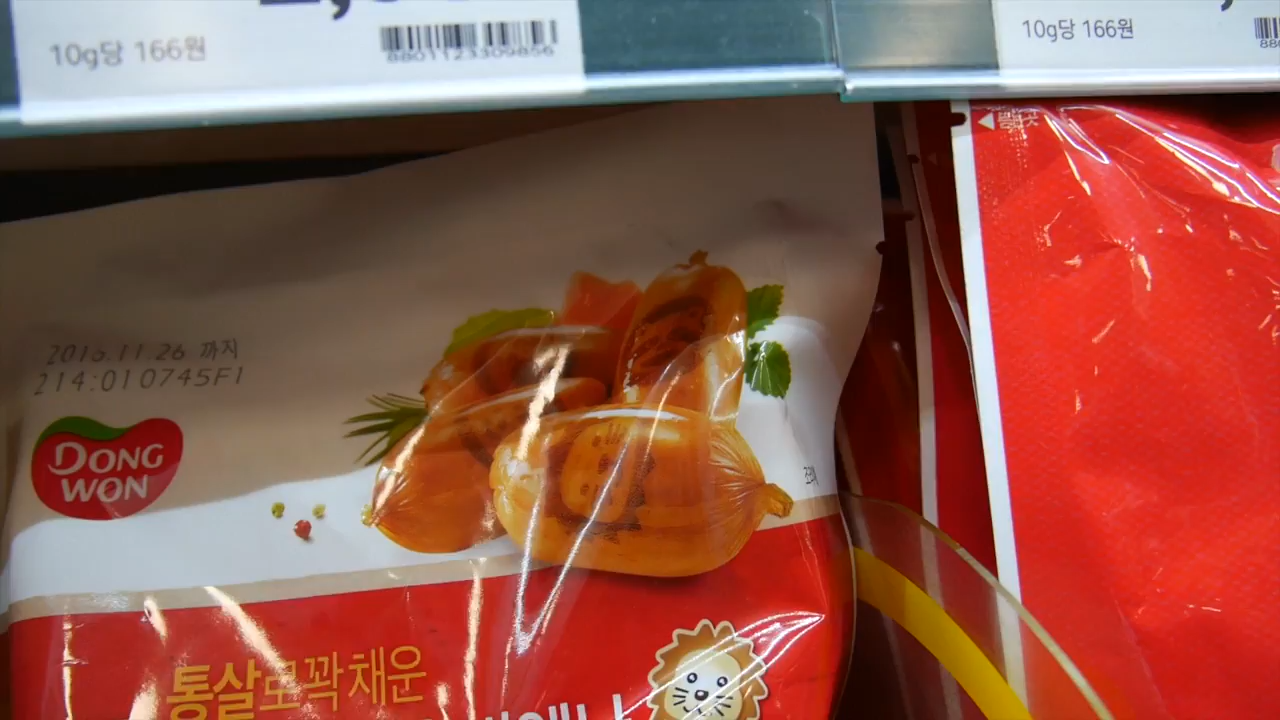 10g당 166원
8801123309856
10g당 166원
2016.11.26 까지
214:010745F1
DONG
WON
통살로꽉채운